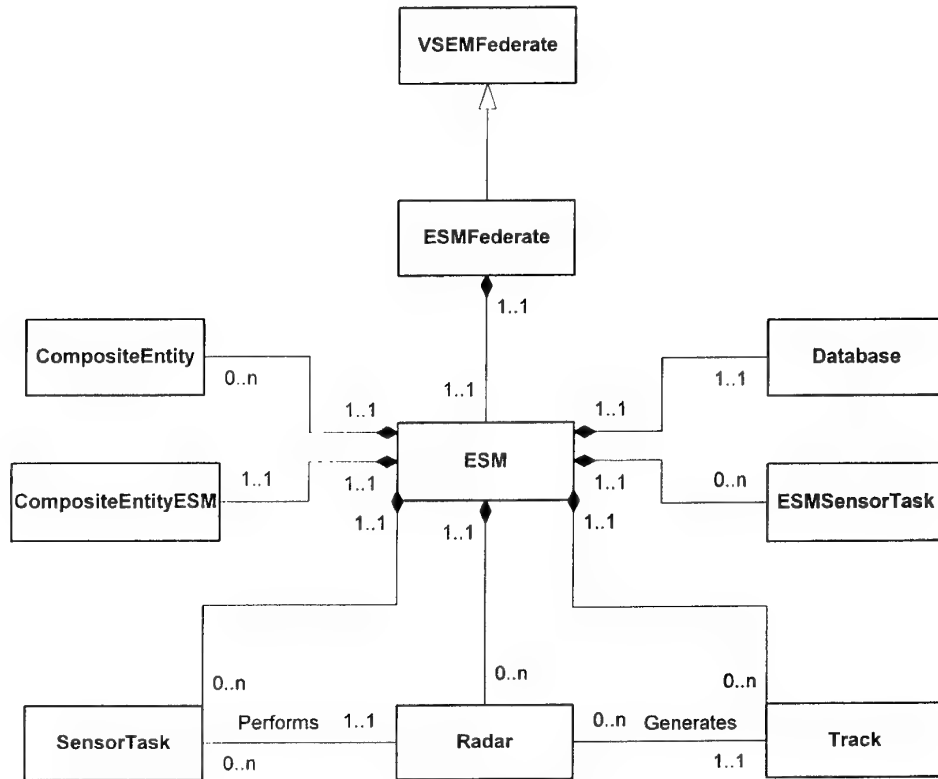 VSEMFederate
ESMFederate
1..1
CompositeEntity
Database
0..n
1..1
1..1
1..1
1..1
ESM
CompositeEntityESM
1..1
1..1
1..1
0..n
ESMSensorTask
1..1
1..1
1..1
0..n
0..n
0..n
SensorTask
Performs
1..1
0..n
Radar
0..n
Generates
1..1
Track